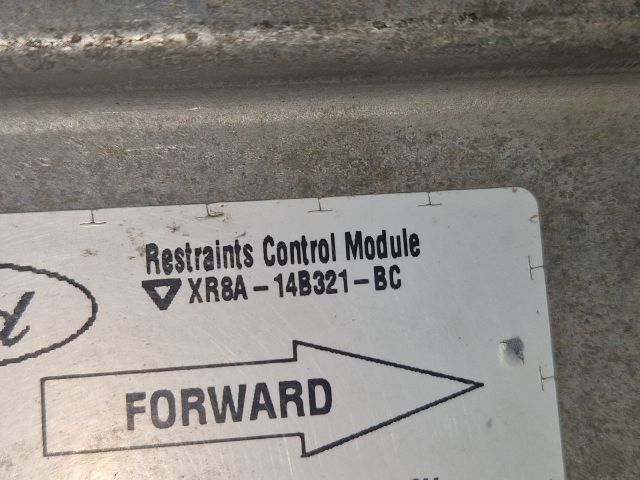 Restraints Control Module
XR8A-14B321-BC
FORWARD